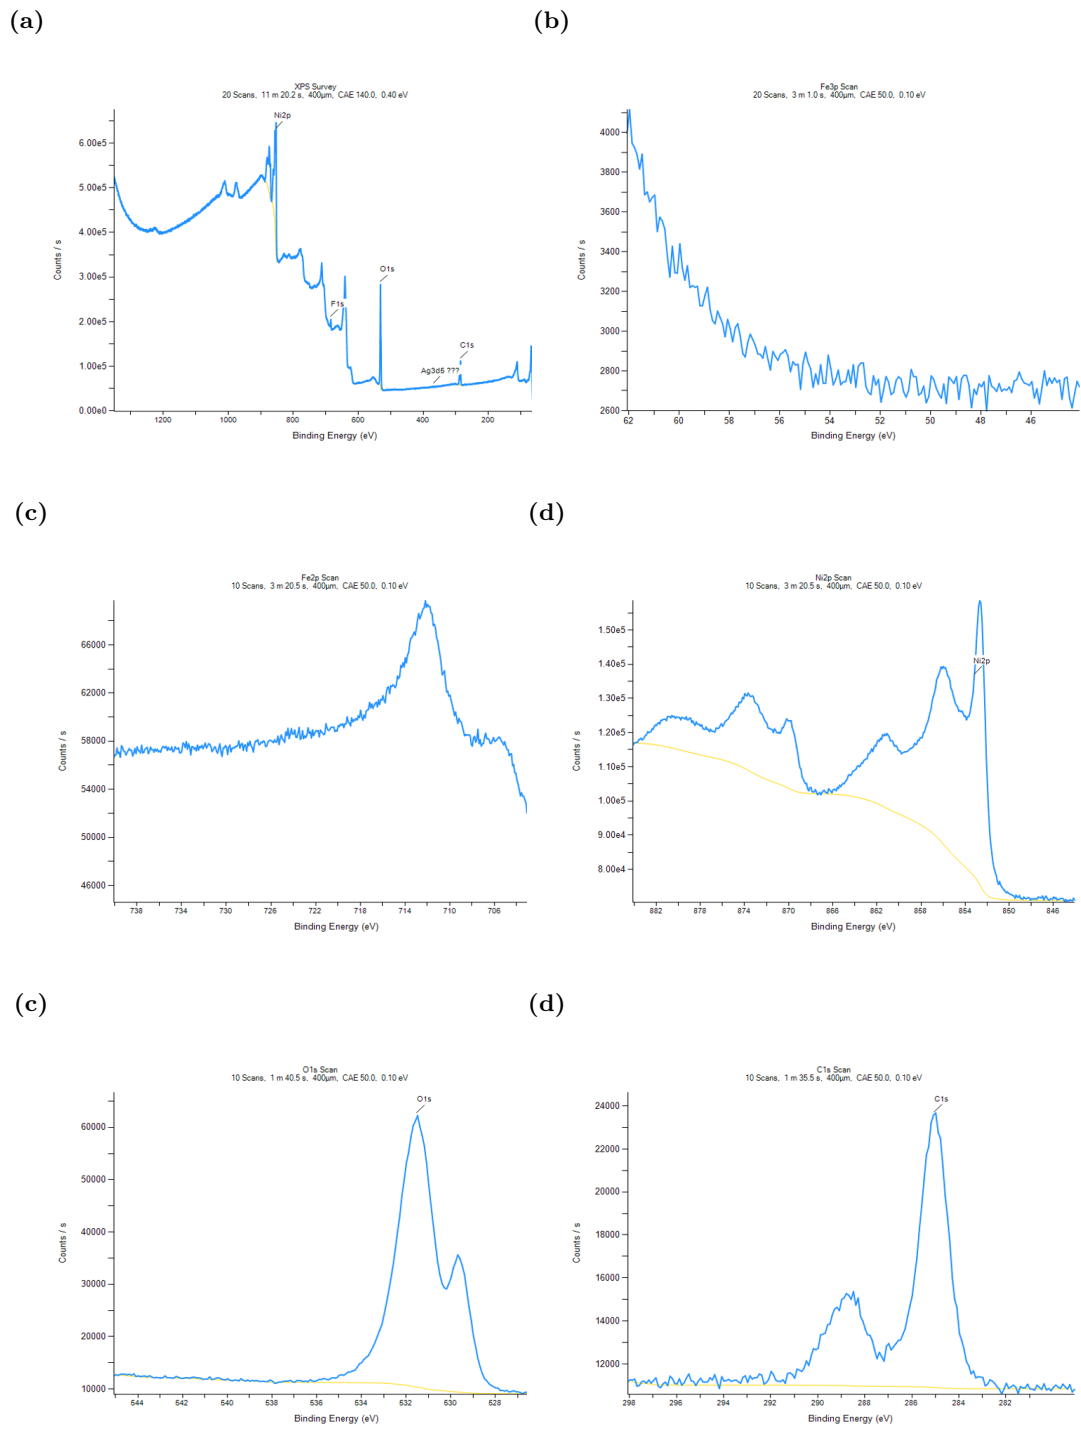 (a)
XPS Survey
20 Scans, 11 m 20.2 s, 400µm, CAE 140.0, 0.40 eV
Ni2p
O1s
F1s
C1s
Ag3d5 ???
6.00e5
5.00e5
4.00e5
3.00e5
2.00e5
1.00e5
0.00e0
Counts / s
1200 1000 800 600 400 200
Binding Energy (eV)
(b)
Fe3p Scan
20 Scans, 3 m 1.0 s, 400µm, CAE 50.0, 0.10 eV
4000
3800
3600
3400
3200
3000
2800
2600
Counts / s
62 60 58 56 54 52 50 48 46
Binding Energy (eV)
(c)
Fe2p Scan
10 Scans, 3 m 20.5 s, 400µm, CAE 50.0, 0.10 eV
66000
62000
58000
54000
50000
46000
Counts / s
738 734 730 726 722 718 714 710 706
Binding Energy (eV)
(d)
Ni2p Scan
10 Scans, 3 m 20.5 s, 400µm, CAE 50.0, 0.10 eV
Ni2p
1.50e5
1.40e5
1.30e5
1.20e5
1.10e5
1.00e5
9.00e4
8.00e4
Counts / s
882 878 874 870 866 862 858 854 850 846
Binding Energy (eV)
(c)
O1s Scan
10 Scans, 1 m 40.5 s, 400µm, CAE 50.0, 0.10 eV
O1s
60000
50000
40000
30000
20000
10000
Counts / s
544 542 540 538 536 534 532 530 528
Binding Energy (eV)
(d)
C1s Scan
10 Scans, 1 m 35.5 s, 400µm, CAE 50.0, 0.10 eV
C1s
24000
22000
20000
18000
16000
14000
12000
Counts / s
298 296 294 292 290 288 286 284 282
Binding Energy (eV)